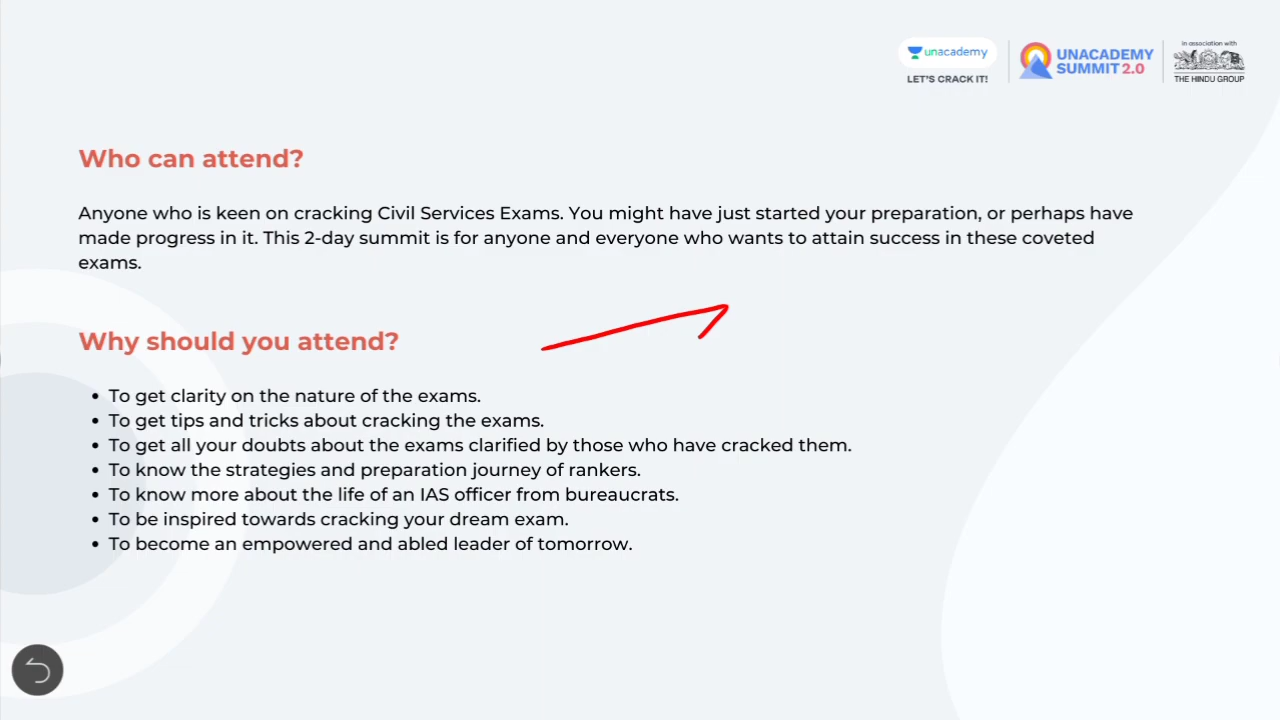 unacademy
LET'S CRACK IT!
UNACADEMY
SUMMIT 2.0
in association with
THE HINDU GROUP
Who can attend?
Anyone who is keen on cracking Civil Services Exams. You might have just started your preparation, or perhaps have
made progress in it. This 2-day summit is for anyone and everyone who wants to attain success in these coveted
exams.
Why should you attend?
• To get clarity on the nature of the exams.
• To get tips and tricks about cracking the exams.
• To get all your doubts about the exams clarified by those who have cracked them.
• To know the strategies and preparation journey of rankers.
• To know more about the life of an IAS officer from bureaucrats.
• To be inspired towards cracking your dream exam.
• To become an empowered and abled leader of tomorrow.